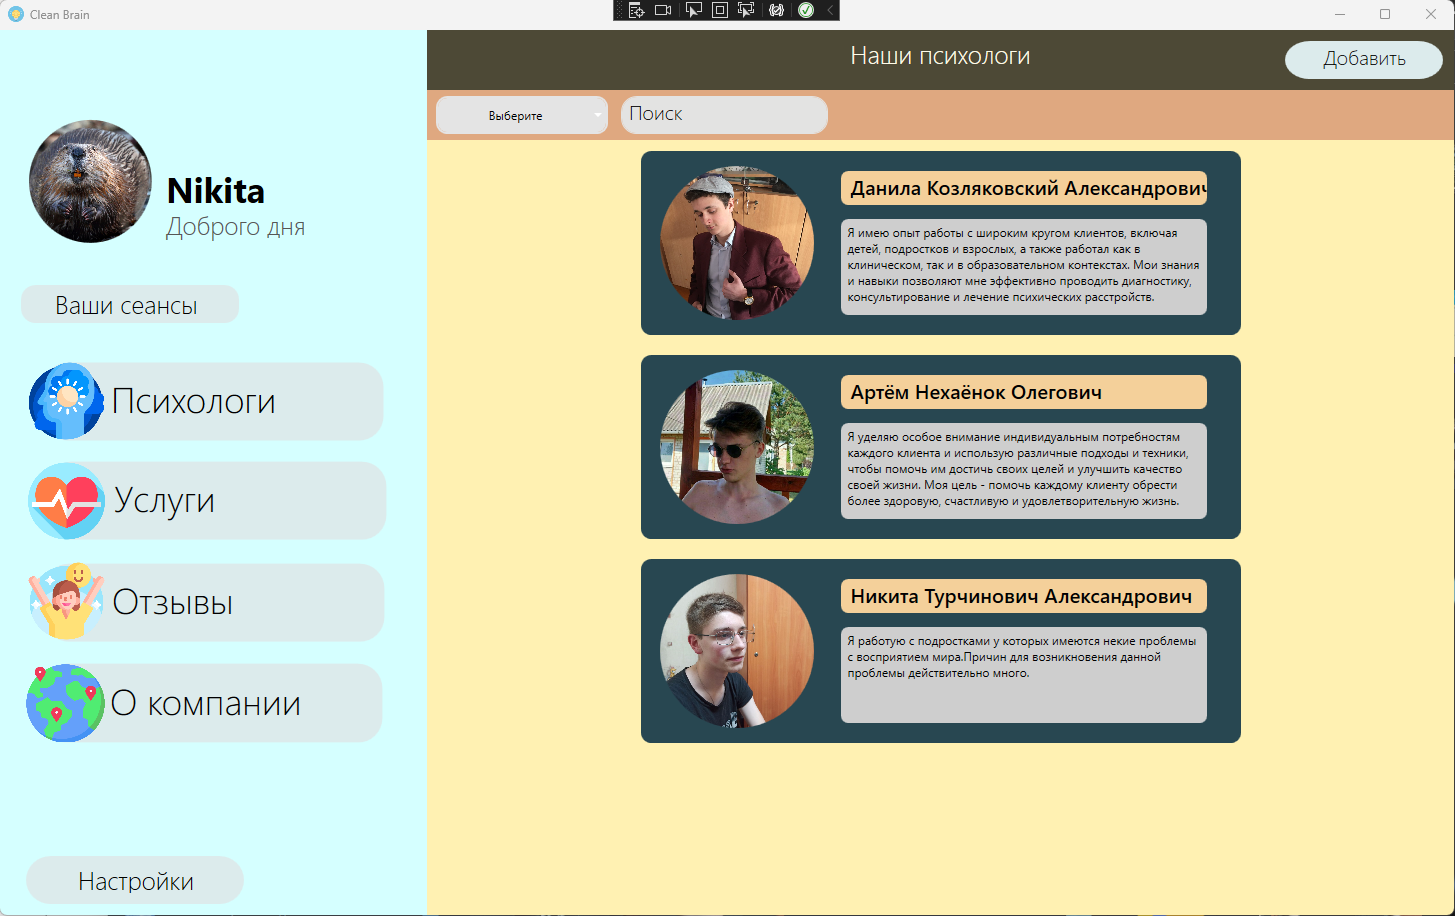 Clean Brain
Nikita
Доброго дня
Ваши сеансы
Психологи
Услуги
Отзывы
О компании
Настройки
Наши психологи
Добавить
Выберите
Поиск
Данила Козляковский Александрович
Я имею опыт работы с широким кругом клиентов, включая
детей, подростков и взрослых, а также работал как в
клиническом, так и в образовательном контекстах. Мои знания
и навыки позволяют мне эффективно проводить диагностику,
консультирование и лечение психических расстройств.
Артём Нехаёнок Олегович
Я уделяю особое внимание индивидуальным потребностям
каждого клиента и использую различные подходы и техники,
чтобы помочь им достичь своих целей и улучшить качество
своей жизни. Моя цель - помочь каждому клиенту обрести
более здоровую, счастливую и удовлетворительную жизнь.
Никита Турчинович Александрович
Я работую с подростками у которых имеются некие проблемы
с восприятием мира.Причин для возникновения данной
проблемы действительно много.